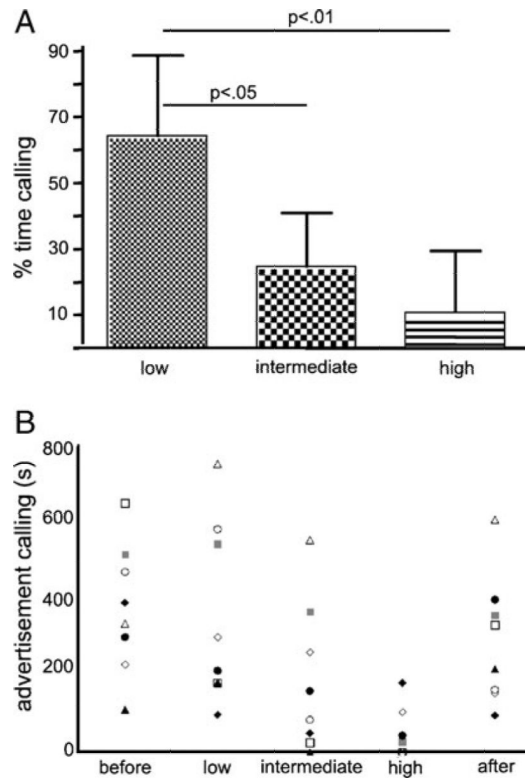 A
p<.01
90
p<.05
70
50
30
10
% time calling
low intermediate high
B
800
600
400
200
0
advertisement calling (s)
before low intermediate high after